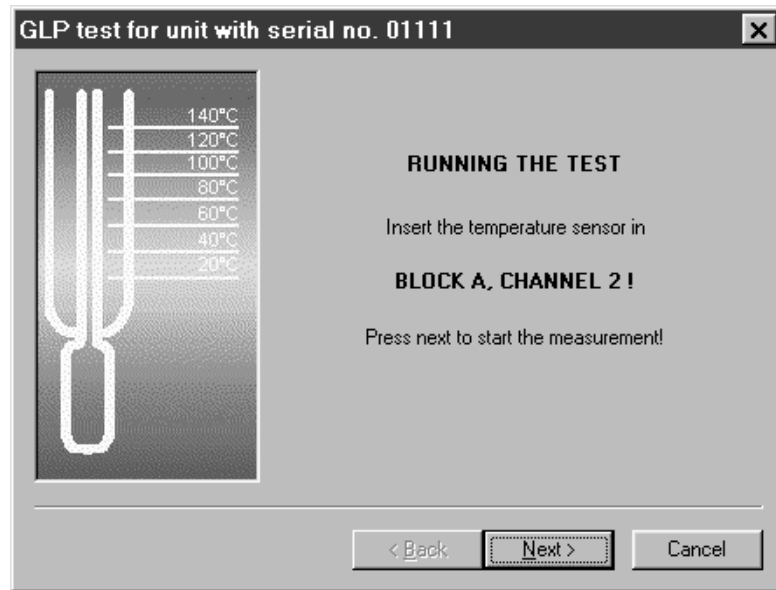 GLP test for unit with serial no. 01111
140°C
120°C
100°C
80°C
60°C
40°C
20°C
RUNNING THE TEST
Insert the temperature sensor in
BLOCK A, CHANNEL 2 !
Press next to start the measurement!
< Back
Next >
Cancel